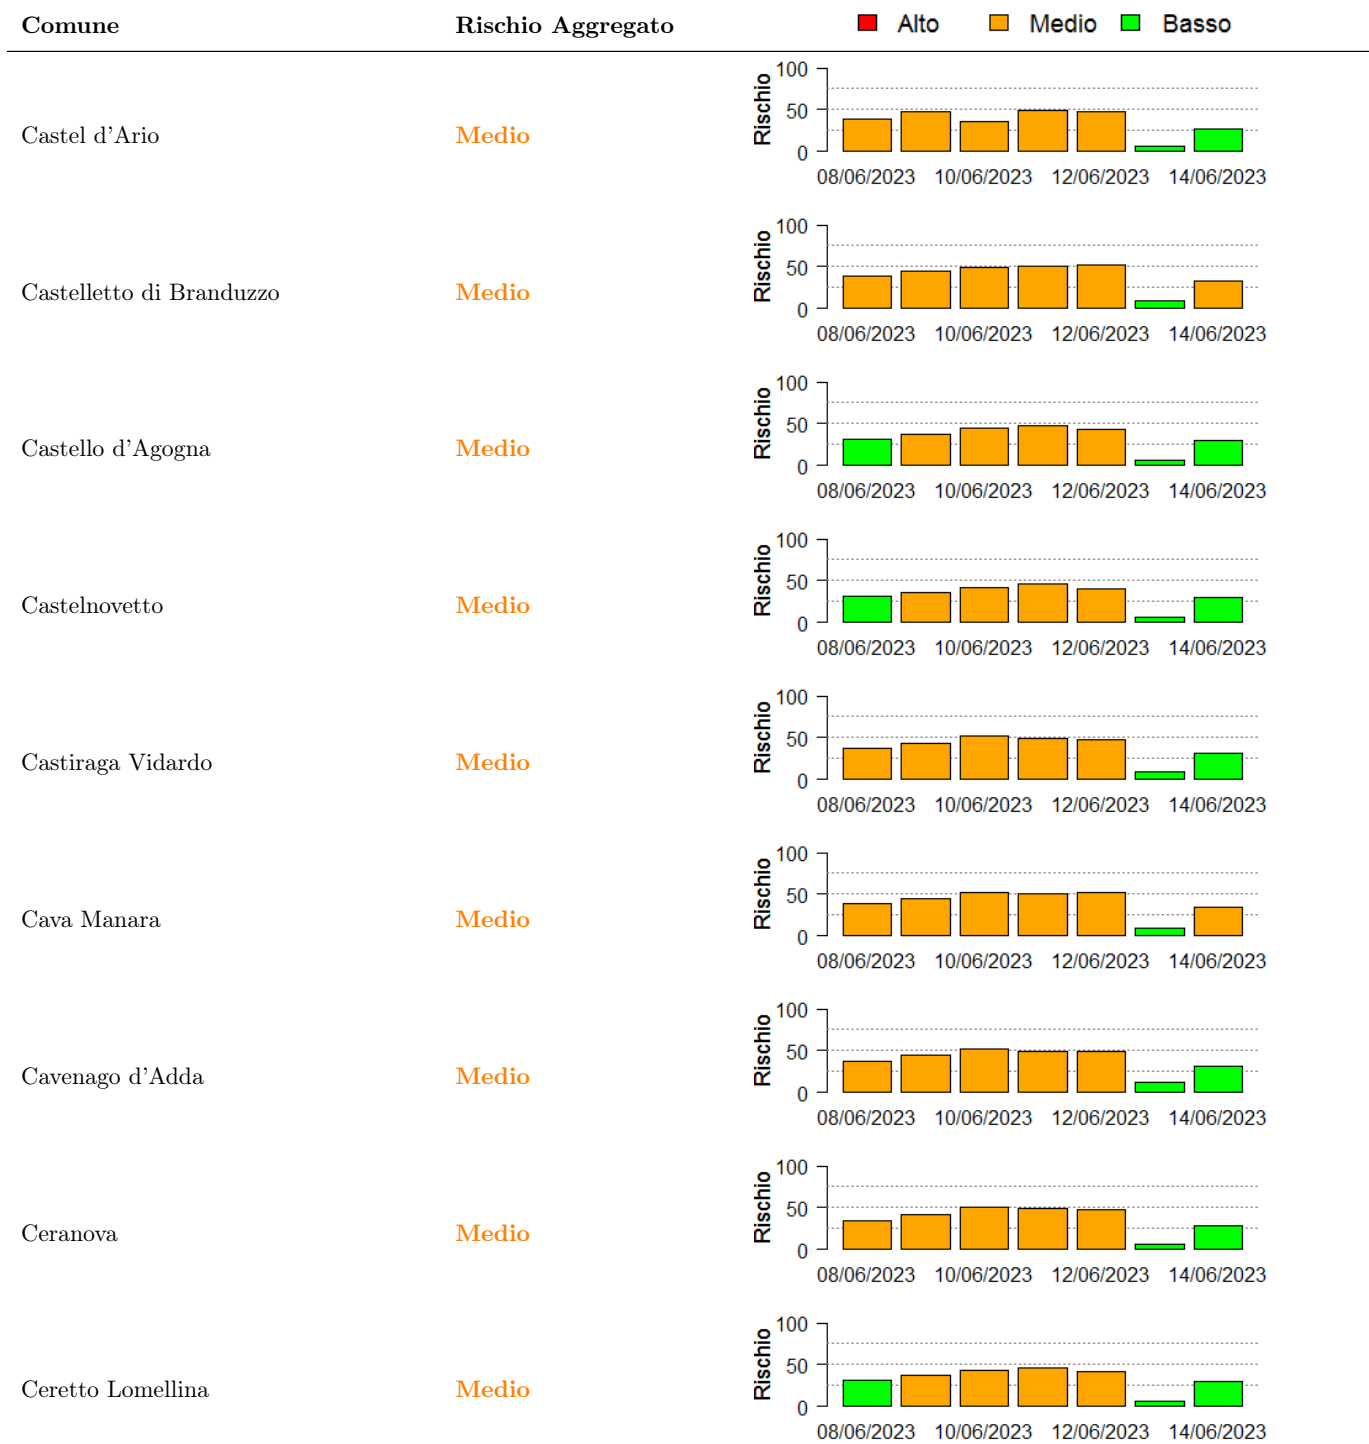 Comune Rischio Aggregato Alto Medio Basso
Castel d'Ario Medio Rischio 100 50 0
08/06/2023 10/06/2023 12/06/2023 14/06/2023
Castelletto di Branduzzo Medio Rischio 100 50 0
08/06/2023 10/06/2023 12/06/2023 14/06/2023
Castello d'Agogna Medio Rischio 100 50 0
08/06/2023 10/06/2023 12/06/2023 14/06/2023
Castelnovetto Medio Rischio 100 50 0
08/06/2023 10/06/2023 12/06/2023 14/06/2023
Castiraga Vidardo Medio Rischio 100 50 0
08/06/2023 10/06/2023 12/06/2023 14/06/2023
Cava Manara Medio Rischio 100 50 0
08/06/2023 10/06/2023 12/06/2023 14/06/2023
Cavenago d'Adda Medio Rischio 100 50 0
08/06/2023 10/06/2023 12/06/2023 14/06/2023
Ceranova Medio Rischio 100 50 0
08/06/2023 10/06/2023 12/06/2023 14/06/2023
Ceretto Lomellina Medio Rischio 100 50 0
08/06/2023 10/06/2023 12/06/2023 14/06/2023